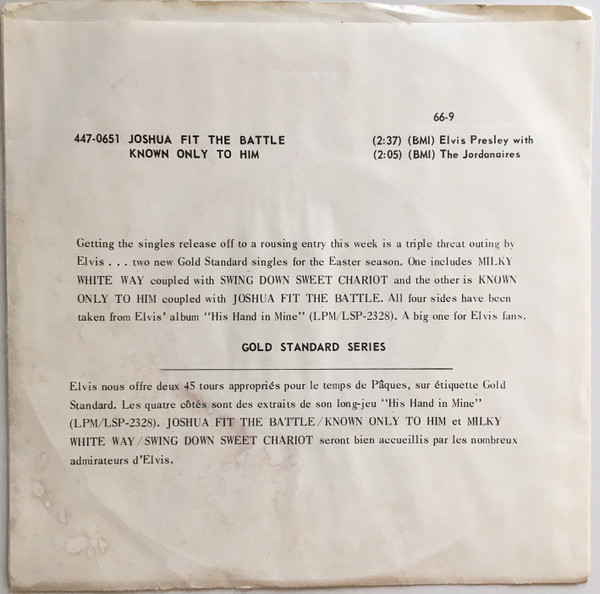 66-9
447-0651 JOSHUA FIT THE BATTLE (2:37) (BMI) Elvis Presley with
KNOWN ONLY TO HIM (2:05) (BMI) The Jordanaires
Getting the singles release off to a rousing entry this week is a triple threat outing by
Elvis . . . two new Gold Standard singles for the Easter season. One includes MILKY
WHITE WAY coupled with SWING DOWN SWEET CHARIOT and the other is KNOWN
ONLY TO HIM coupled with JOSHUA FIT THE BATTLE. All four sides have been
taken from Elvis' album "His Hand in Mine" (LPM/LSP-2328). A big one for Elvis fans.
GOLD STANDARD SERIES
Elvis nous offre deux 45 tours appropriés pour le temps de Pâques, sur étiquette Gold
Standard. Les quatre côtés sont des extraits de son long-jeu "His Hand in Mine"
(LPM/LSP-2328). JOSHUA FIT THE BATTLE/KNOWN ONLY TO HIM et MILKY
WHITE WAY/SWING DOWN SWEET CHARIOT seront bien accueillis par les nombreux
admirateurs d'Elvis.